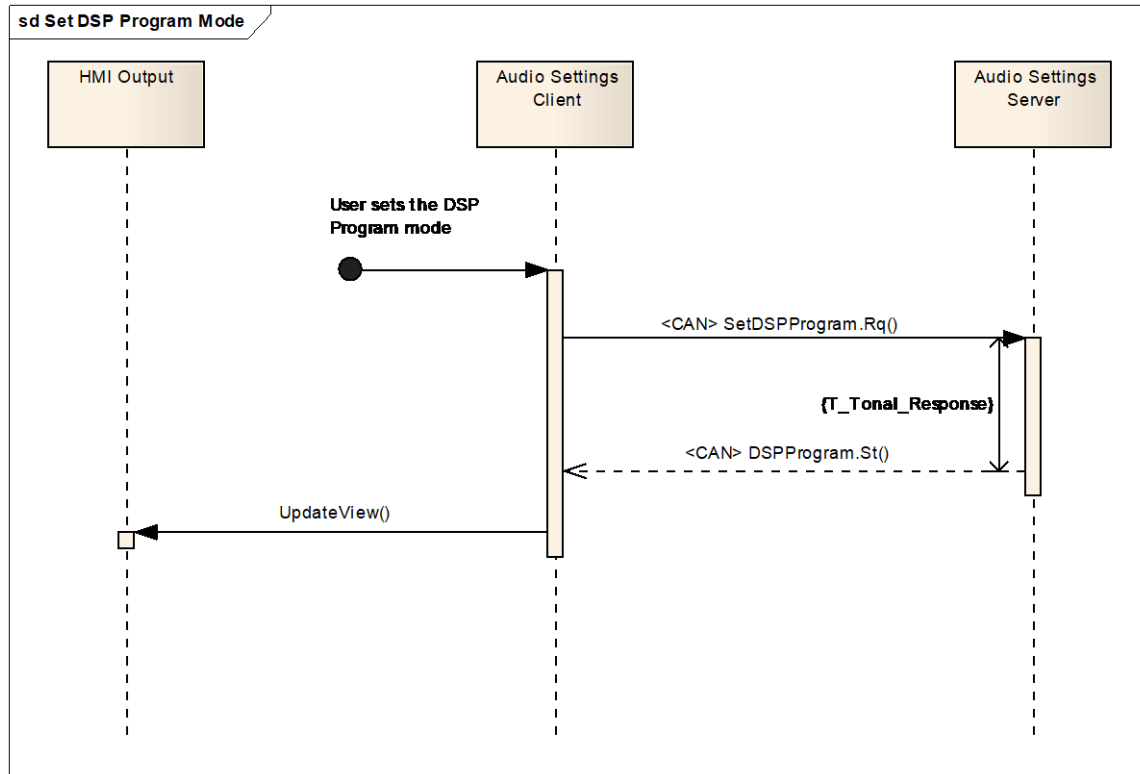 sd Set DSP Program Mode
HMI Output
Audio Settings
Client
Audio Settings
Server
User sets the DSP
Program mode
<CAN> SetDSPProgram.Rq()
{T_Tonal_Response}
<CAN> DSPProgram.St()
UpdateView()